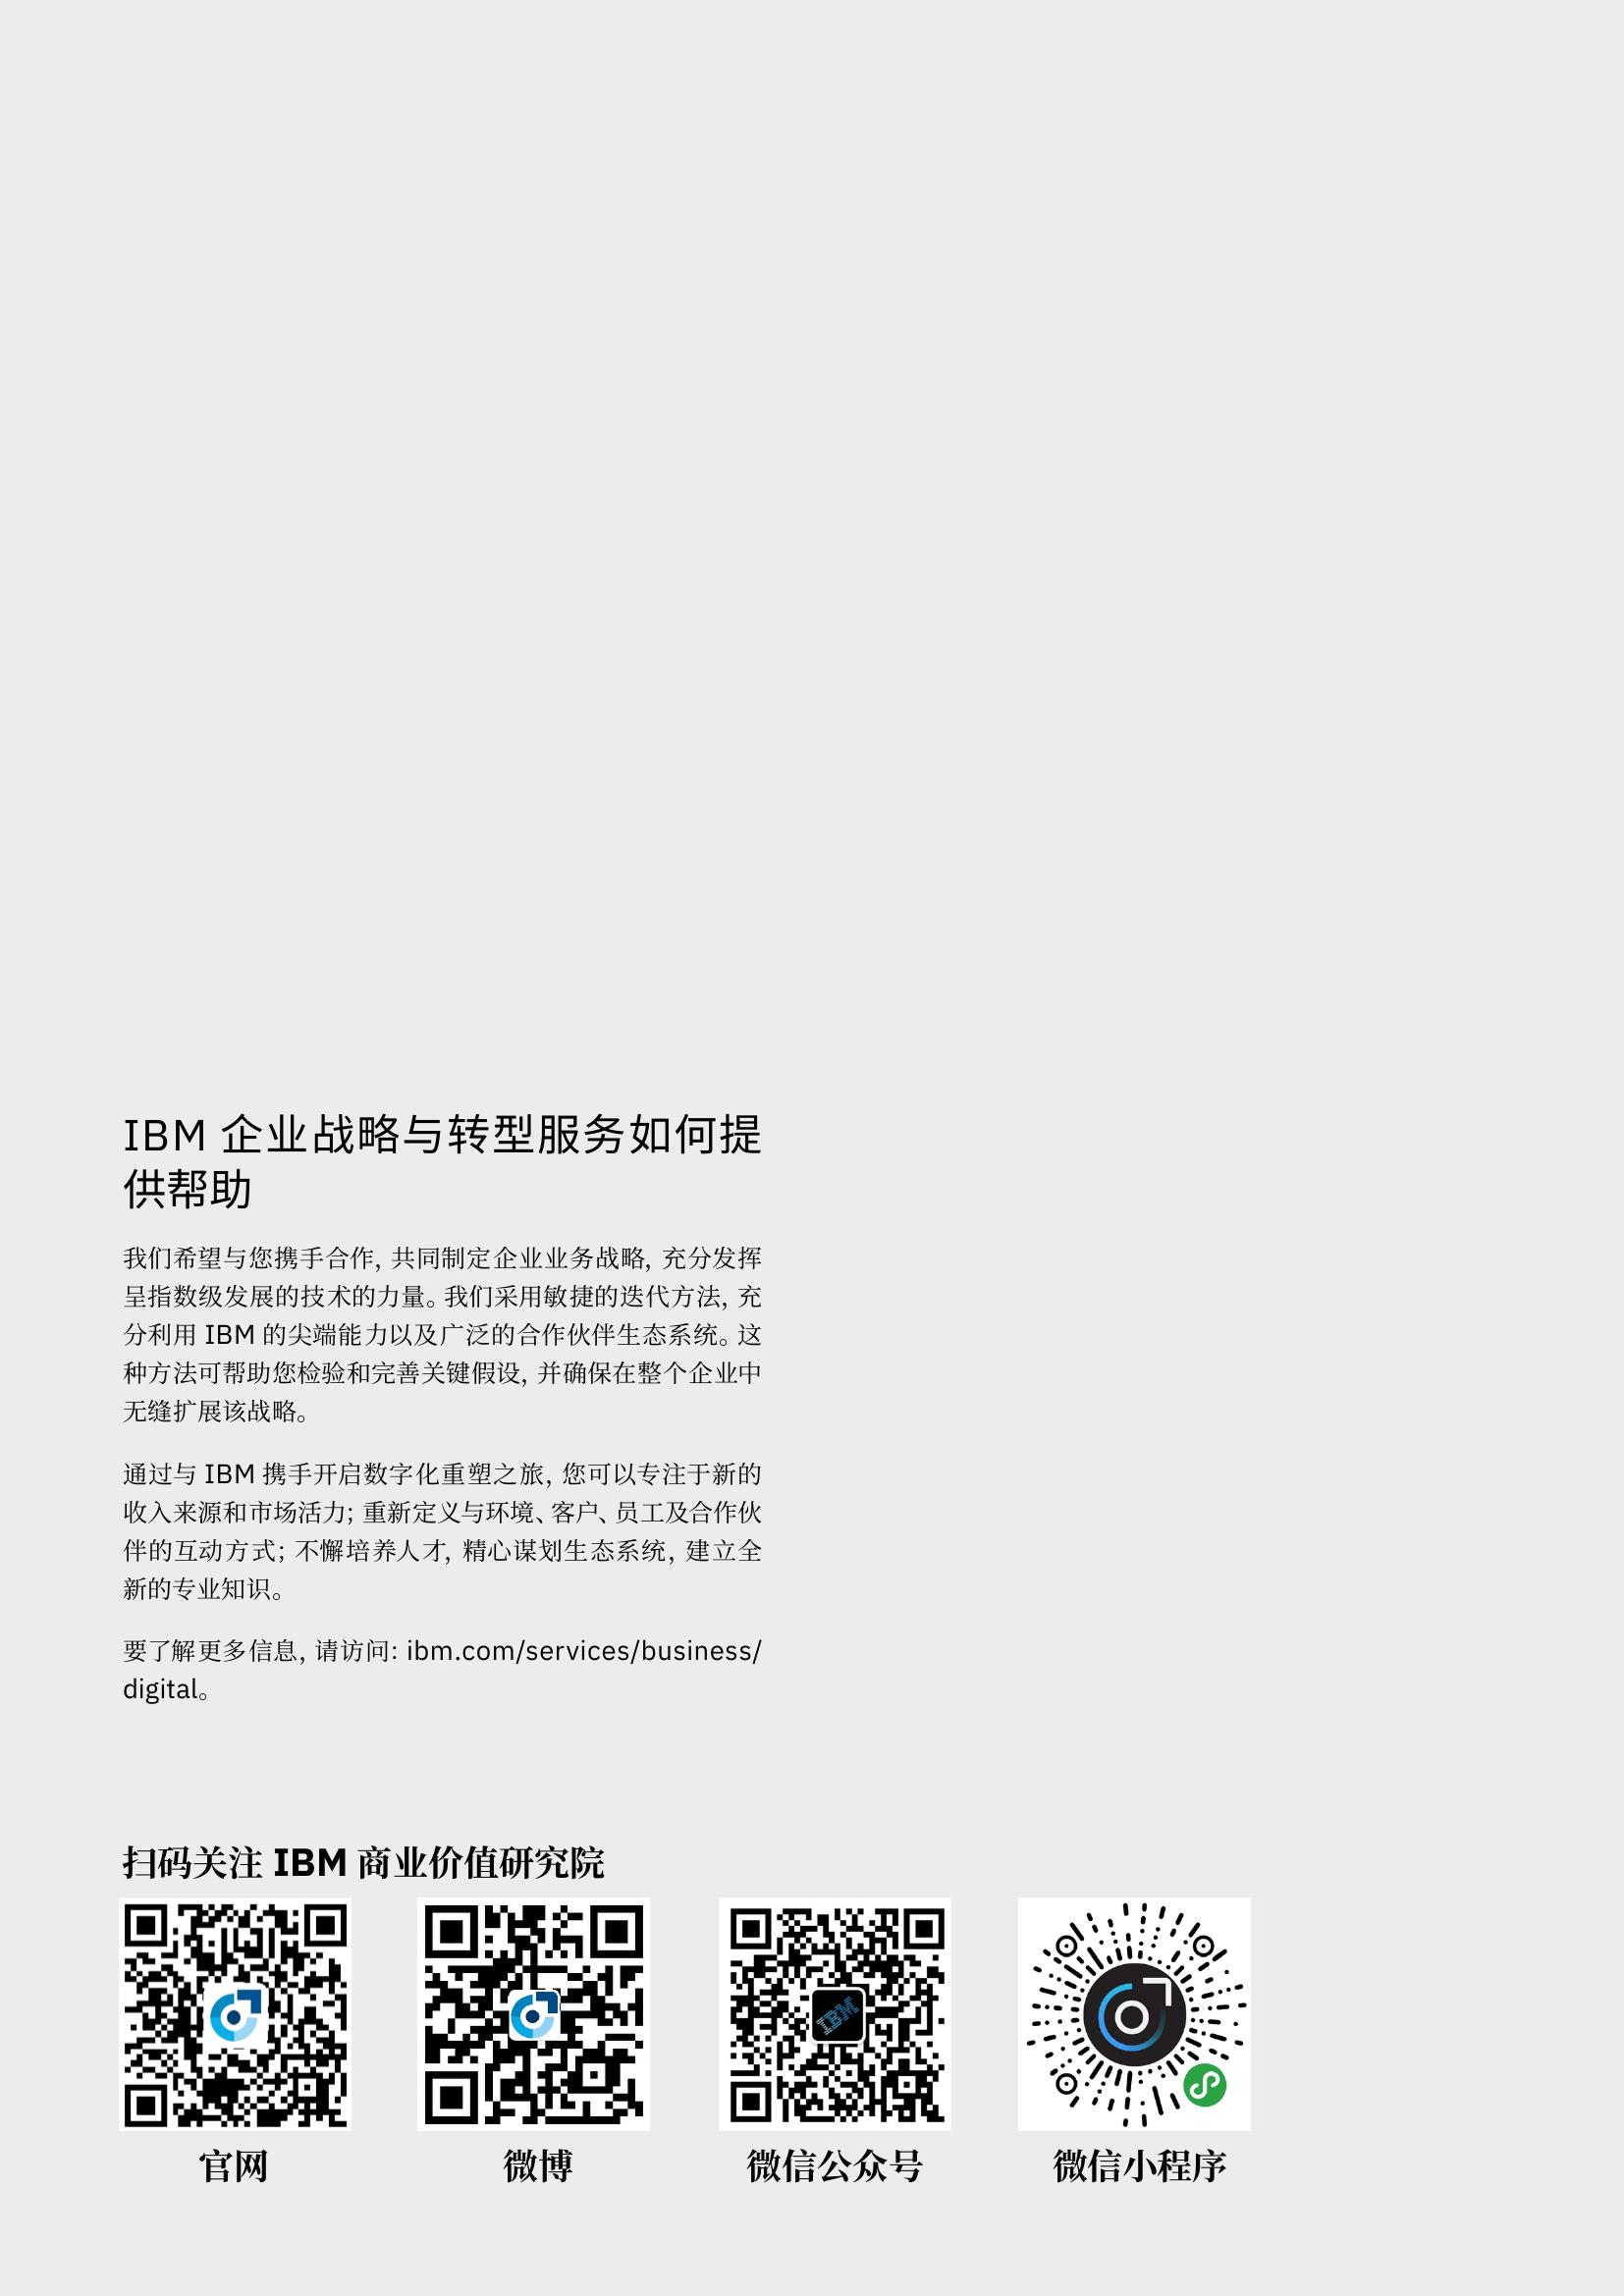 IBM 企业战略与转型服务如何提
供帮助
我们希望与您携手合作, 共同制定企业业务战略, 充分发挥
呈指数级发展的技术的力量。我们采用敏捷的迭代方法, 充
分利用 IBM 的尖端能力以及广泛的合作伙伴生态系统。这
种方法可帮助您检验和完善关键假设, 并确保在整个企业中
无缝扩展该战略。
通过与 IBM 携手开启数字化重塑之旅, 您可以专注于新的
收入来源和市场活力; 重新定义与环境、客户、员工及合作伙
伴的互动方式; 不懈培养人才, 精心谋划生态系统, 建立全
新的专业知识。
要了解更多信息, 请访问: ibm.com/services/business/
digital。
扫码关注 IBM 商业价值研究院
IBM
官网 微博 微信公众号 微信小程序